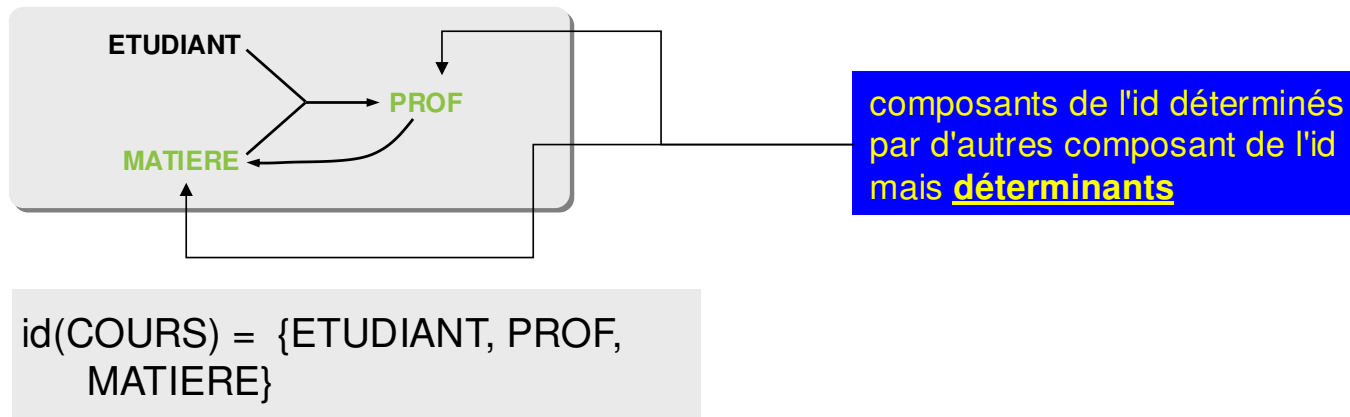 ETUDIANT
PROF
MATIERE
composants de l'id déterminés
par d'autres composant de l'id
mais déterminants
id(COURS) = {ETUDIANT, PROF,
MATIERE}